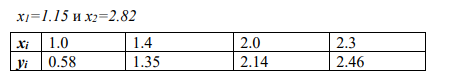 x1=1.15 и x2=2.82
xi 1.0 1.4 2.0 2.3
yi 0.58 1.35 2.14 2.46